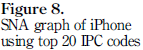 Figure 8.
SNA graph of iPhone
using top 20 IPC codes